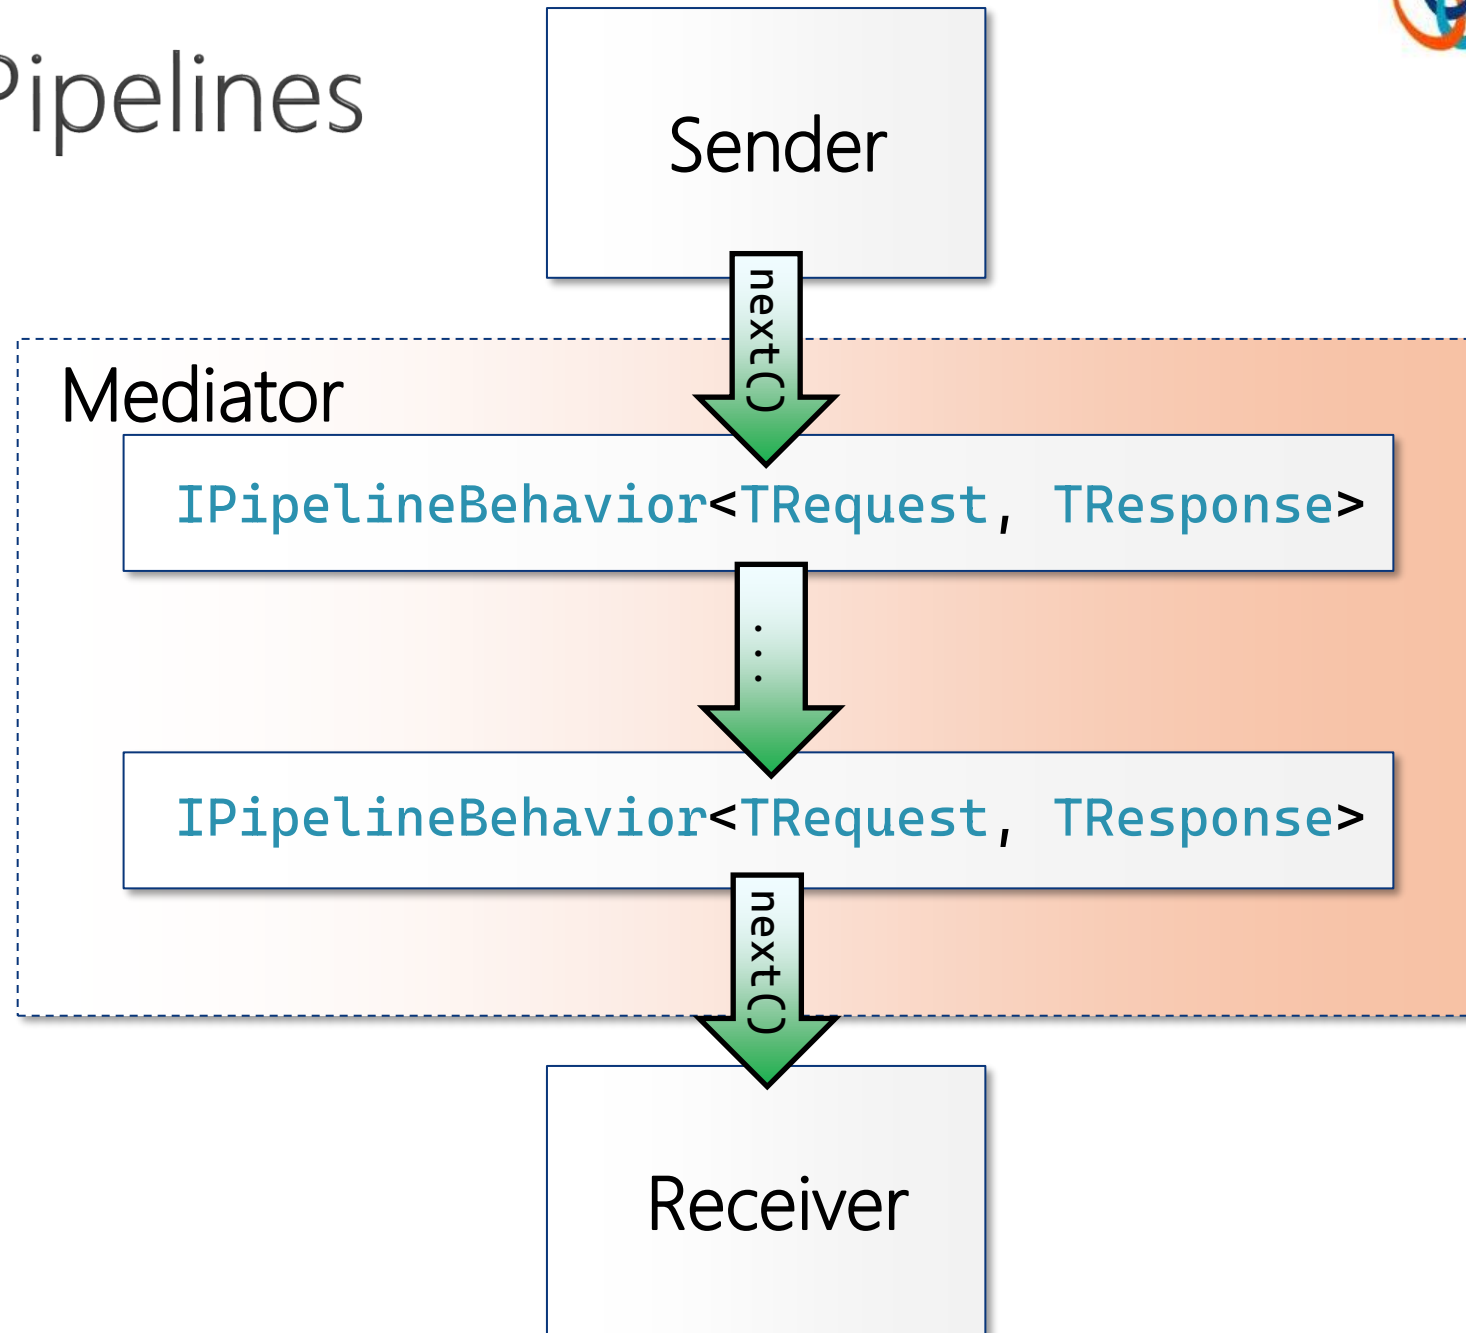 Pipelines
Sender
next()
Mediator
IPipelineBehavior<TRequest, TResponse>
...
IPipelineBehavior<TRequest, TResponse>
next()
Receiver